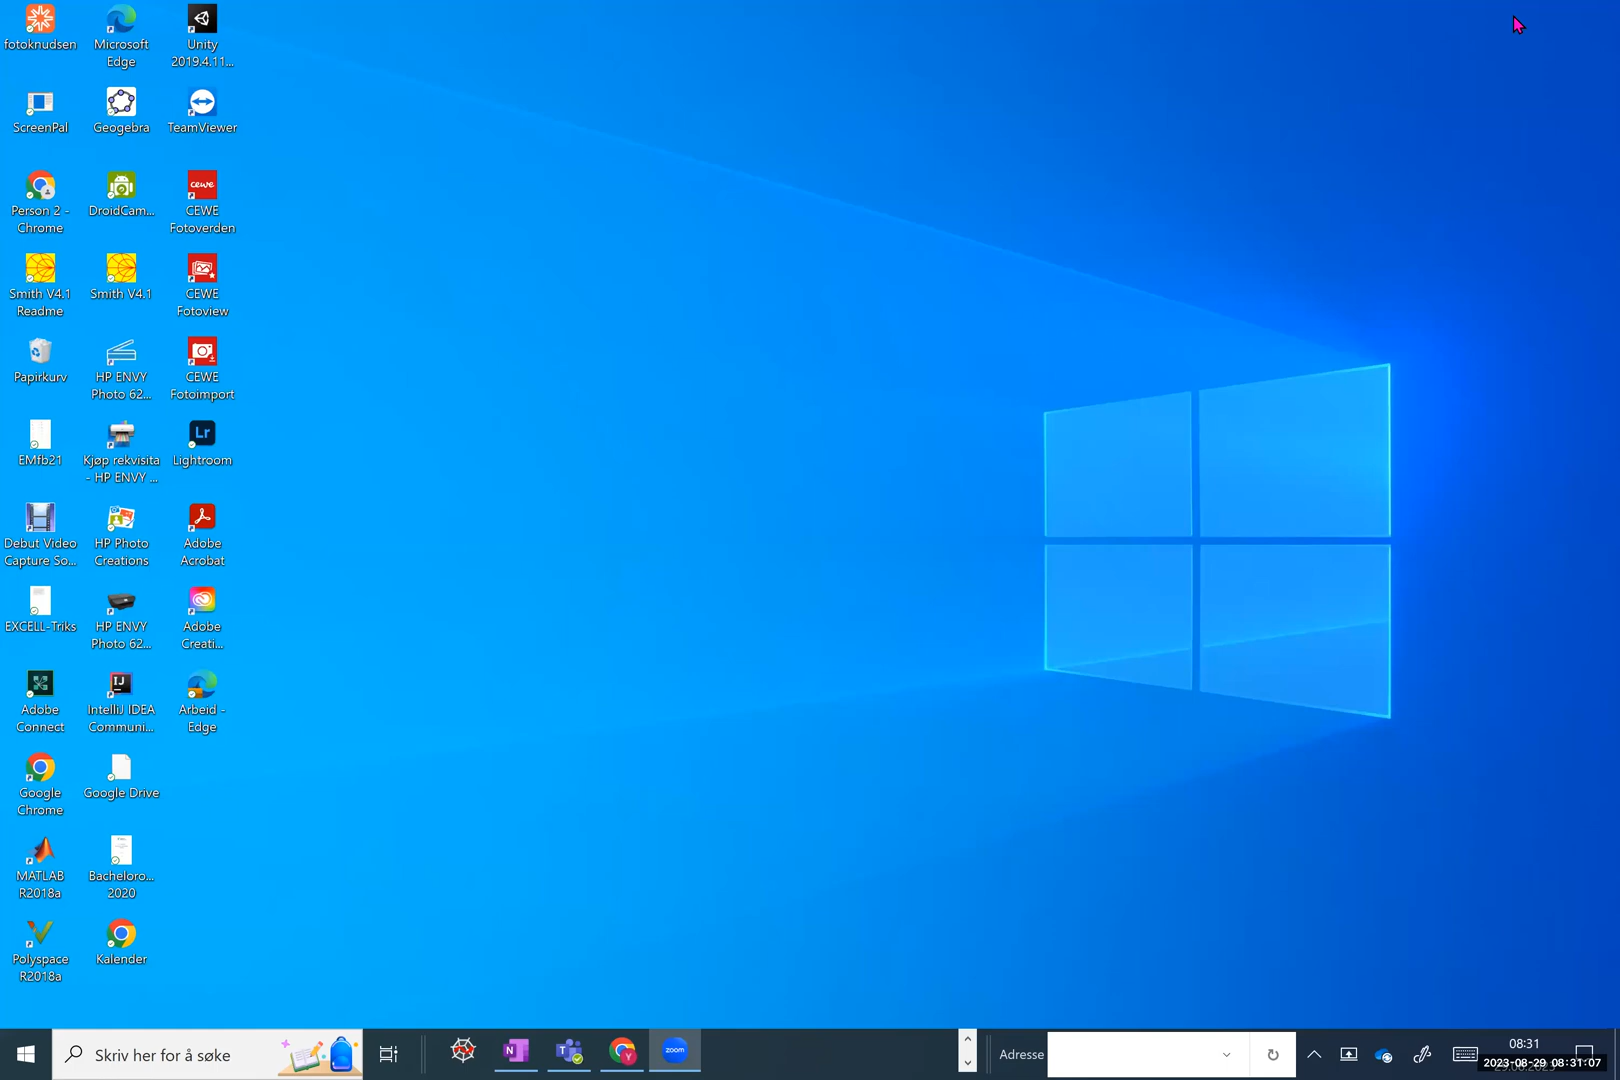 fotoknudsen
Microsoft
Edge
Unity
2019.4.11...
ScreenPal
Geogebra
TeamViewer
Person 2 -
Chrome
DroidCam...
cewe
CEWE
Fotoverden
Smith V4.1
Readme
Smith V4.1
CEWE
Fotoview
Papirkurv
HP ENVY
Photo 62...
CEWE
Fotoimport
EMfb21
Kjøp rekvisita
- HP ENVY ...
Lr
Lightroom
Debut Video
Capture So...
HP Photo
Creations
Adobe
Acrobat
EXCELL-Triks
HP ENVY
Photo 62...
Adobe
Creati...
Adobe
Connect
IJ
IntelliJ IDEA
Communi...
Arbeid -
Edge
Google
Chrome
Google Drive
MATLAB
R2018a
Bacheloro...
2020
Polyspace
R2018a
Kalender
Skriv her for å søke
N
Y
zoom
Adresse
08:31
2023-08-29 08:31:07